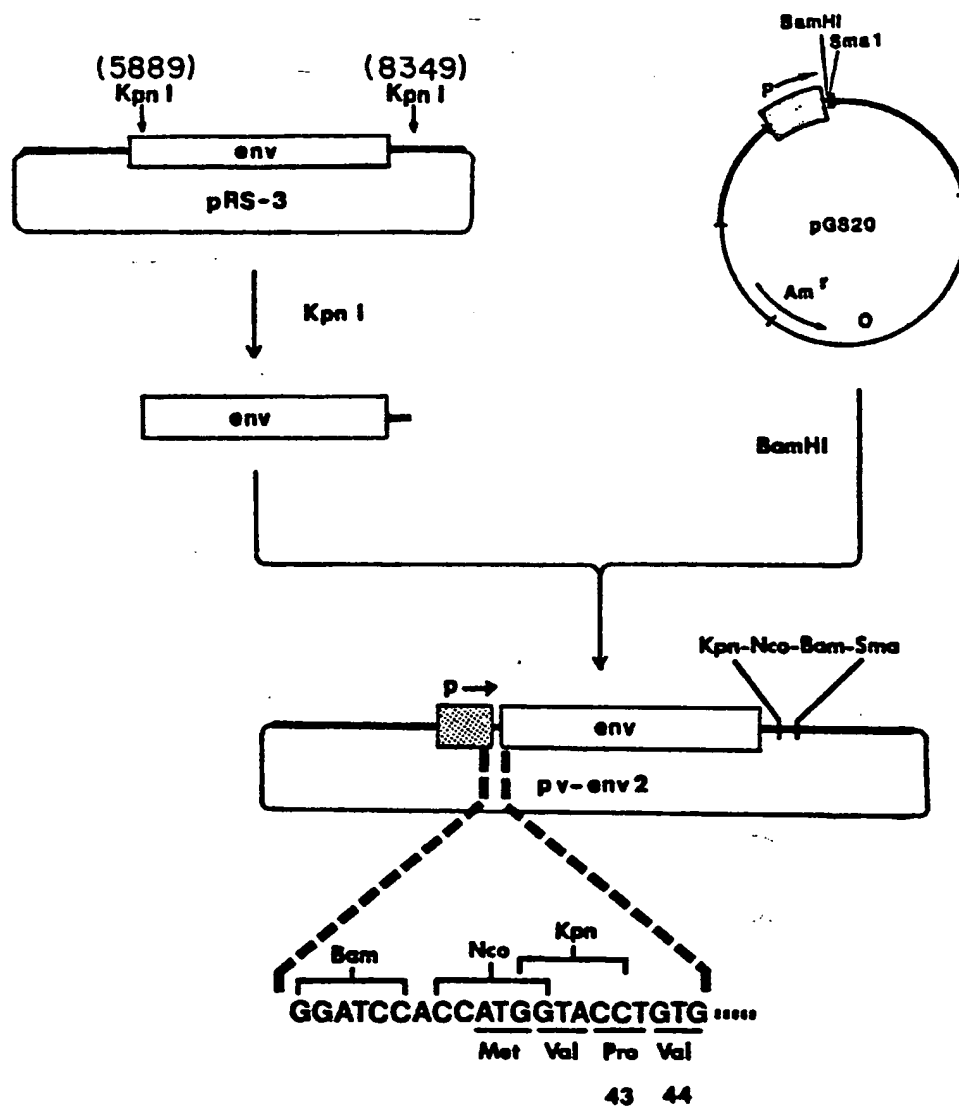 (5889)
Kpn I
(8349)
Kpn I
env
pRS-3
Kpn I
env
BamHI
Sma1
P
pGS20
Am r
O
BamHI
Kpn-Nco-Bam-Sma
p
env
pv-env2
Bam
Nco
Kpn
GGATCCACCATGGTACCTGTG
Met Val Pro Val
43 44